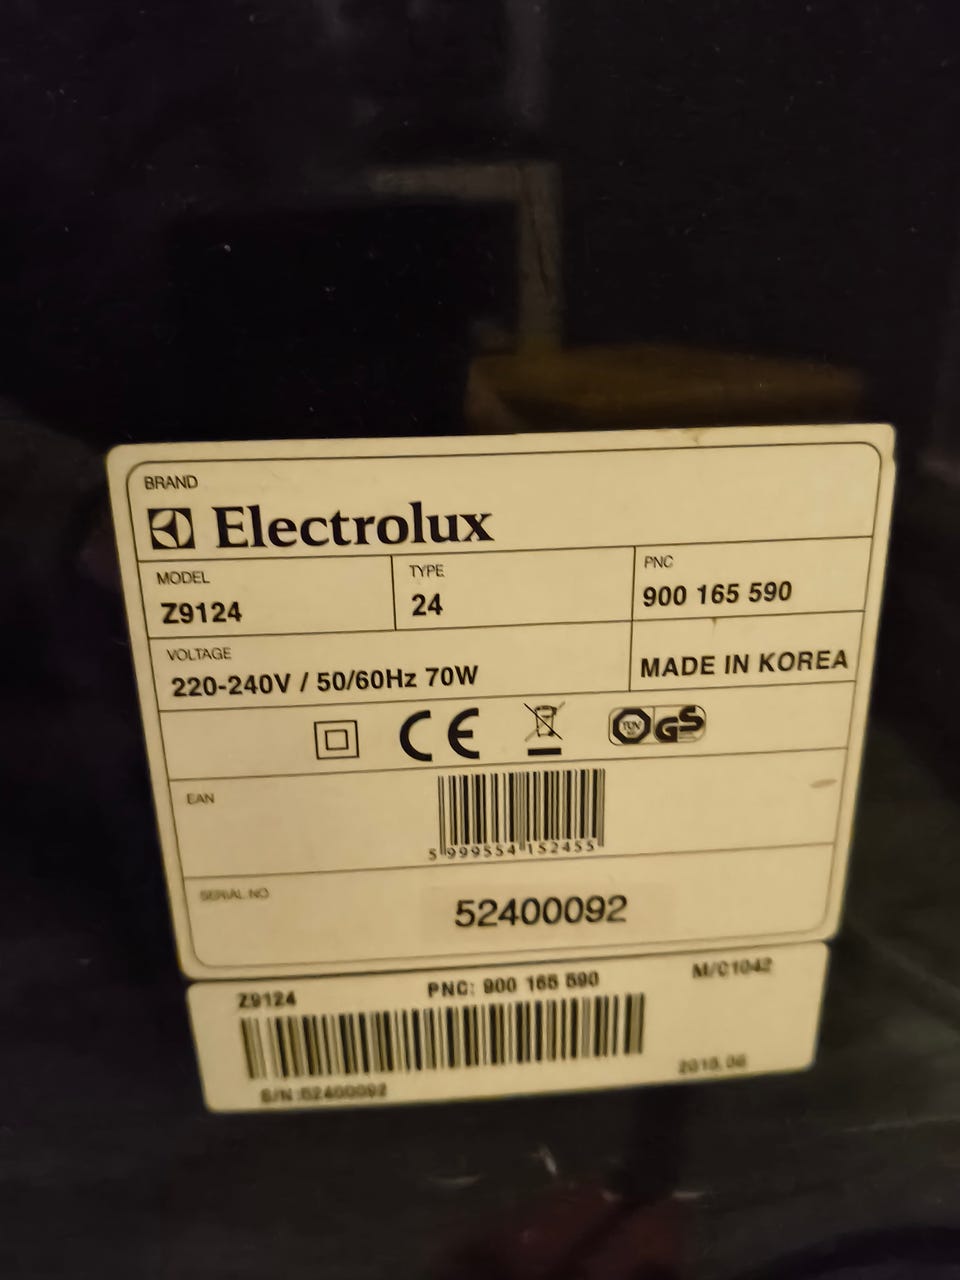 BRAND
Electrolux
MODEL TYPE PNC
Z9124 24 900 165 590
VOLTAGE
220-240V / 50/60Hz 70W MADE IN KOREA
CE TUV GS
EAN
5 999554 152455
SERIAL NO
52400092
Z9124 PNC: 900 165 590 M/C1042
S/N:52400092